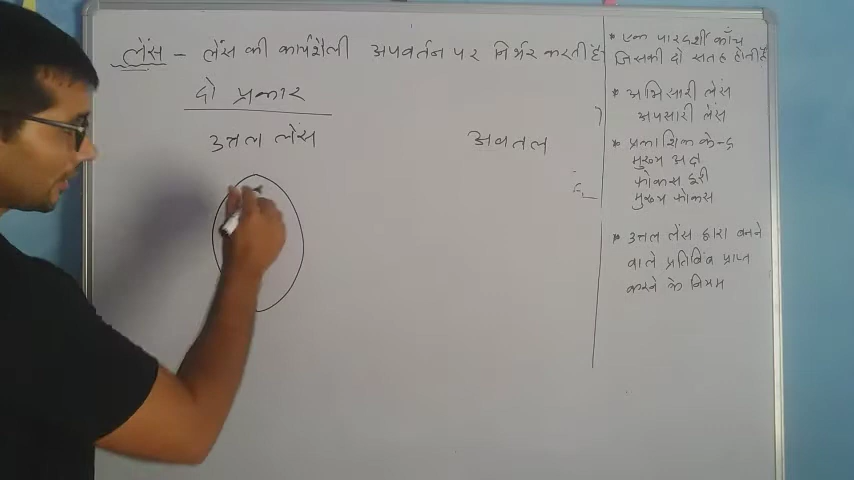 लेंस - लेंस की कार्यशैली अपवर्तन पर निर्भर करती है
दो प्रकार
उत्तल लेंस
अवतल
* एक पारदर्शी काँच
जिसकी दो सतह होती हैं
* अभिसारी लेंस
अपसारी लेंस
* प्रकाशिक केन्द्र
मुख्य अक्ष
फोकस दूरी
मुख्य फोकस
* उत्तल लेंस द्वारा बनने
वाले प्रतिबिंब प्राप्त
करने के नियम